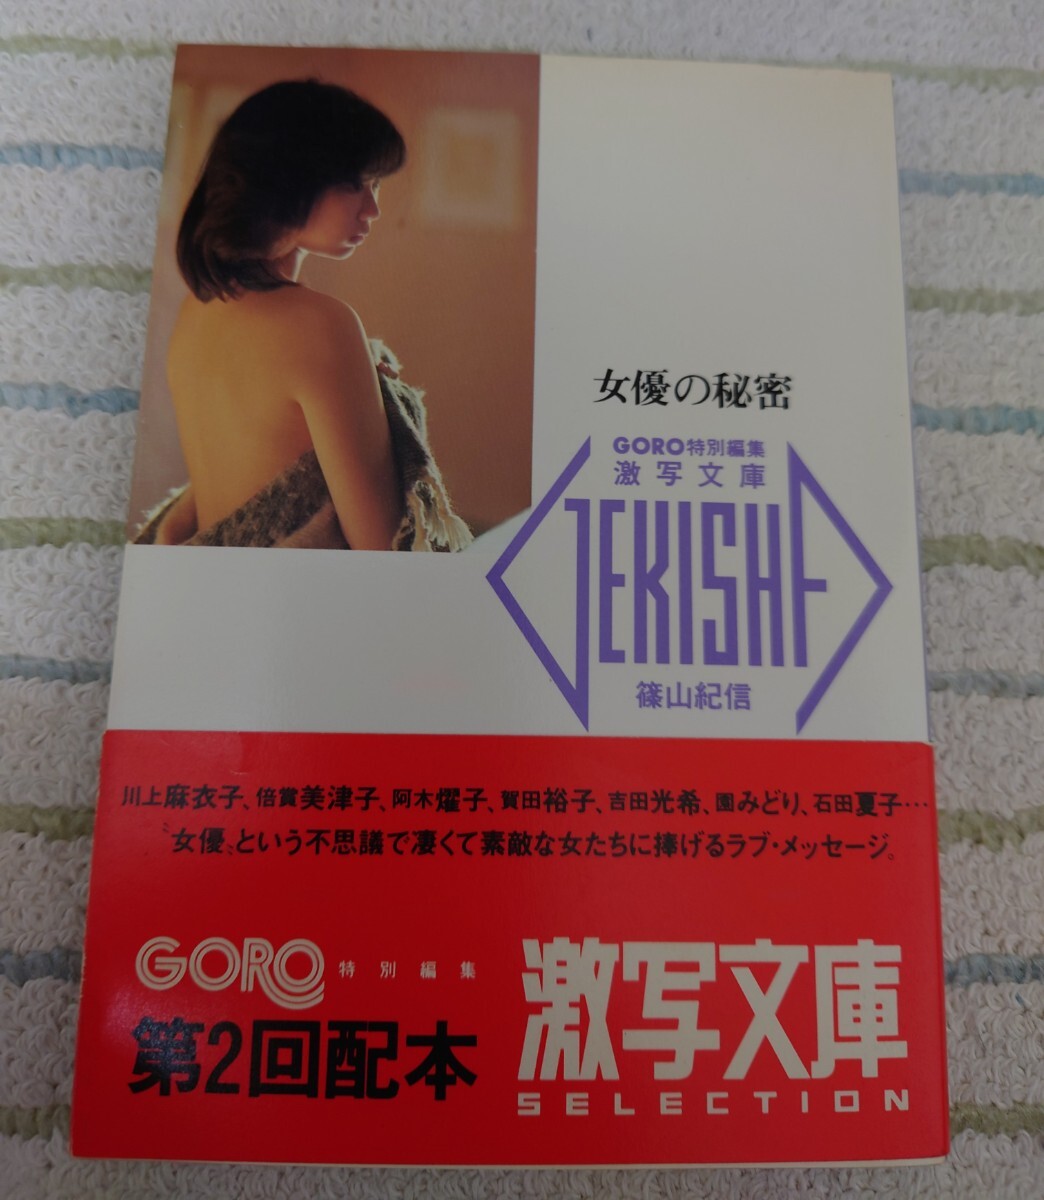 女優の秘密
GORO特別編集
激写文庫
GEKISHA
篠山紀信
川上麻衣子、倍賞美津子、阿木燿子、賀田裕子、吉田光希、園みどり、石田夏子…
〝女優〟という不思議で凄くて素敵な女たちに捧げるラブ・メッセージ。
GORO特別編集
激写文庫
第2回配本
SELECTION